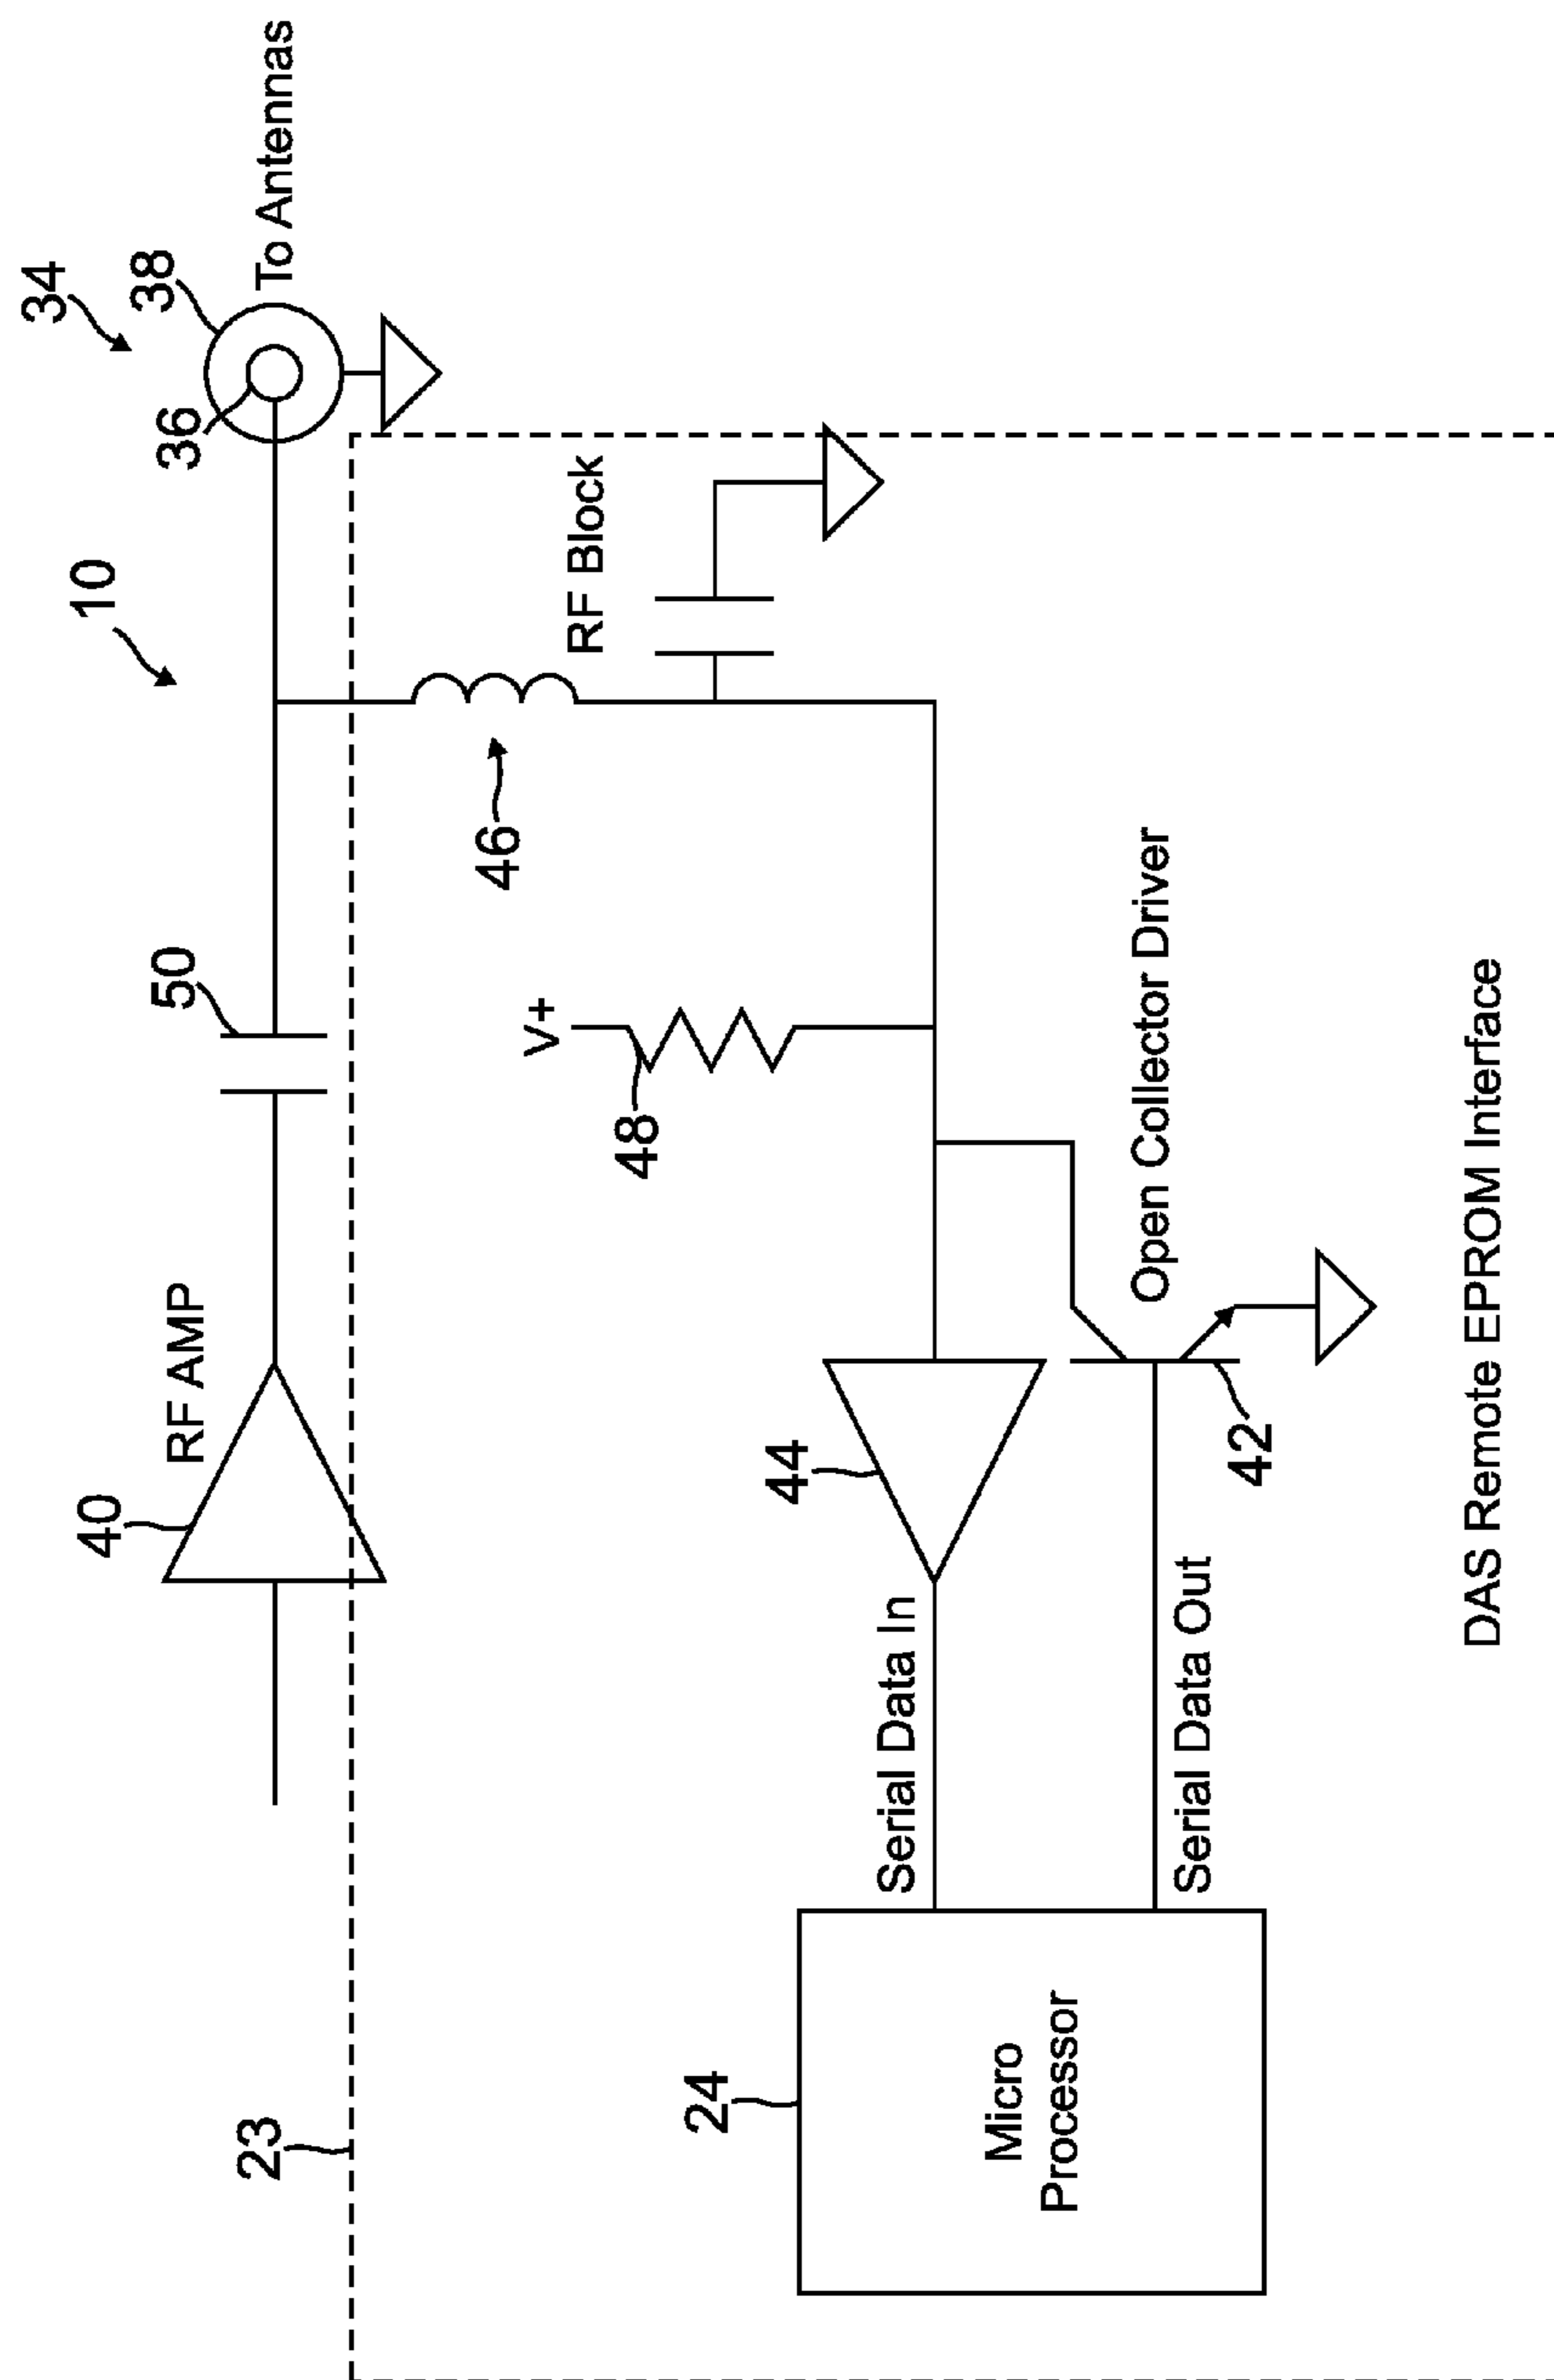 34
38
To Antennas
36
10
RF Block
50
46
V+
48
RF AMP
40
Open Collector Driver
44
42
Serial Data In
Serial Data Out
23
24
Micro
Processor
DAS Remote EPROM Interface